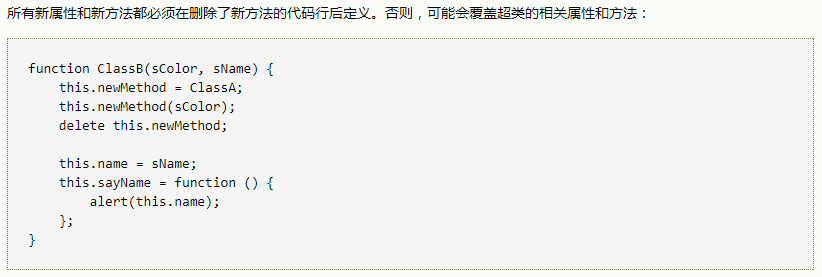 所有新属性和新方法都必须在删除了新方法的代码行后定义。否则，可能会覆盖超类的相关属性和方法：
function ClassB(sColor, sName) {
    this.newMethod = ClassA;
    this.newMethod(sColor);
    delete this.newMethod;
    this.name = sName;
    this.sayName = function () {
        alert(this.name);
    };
}